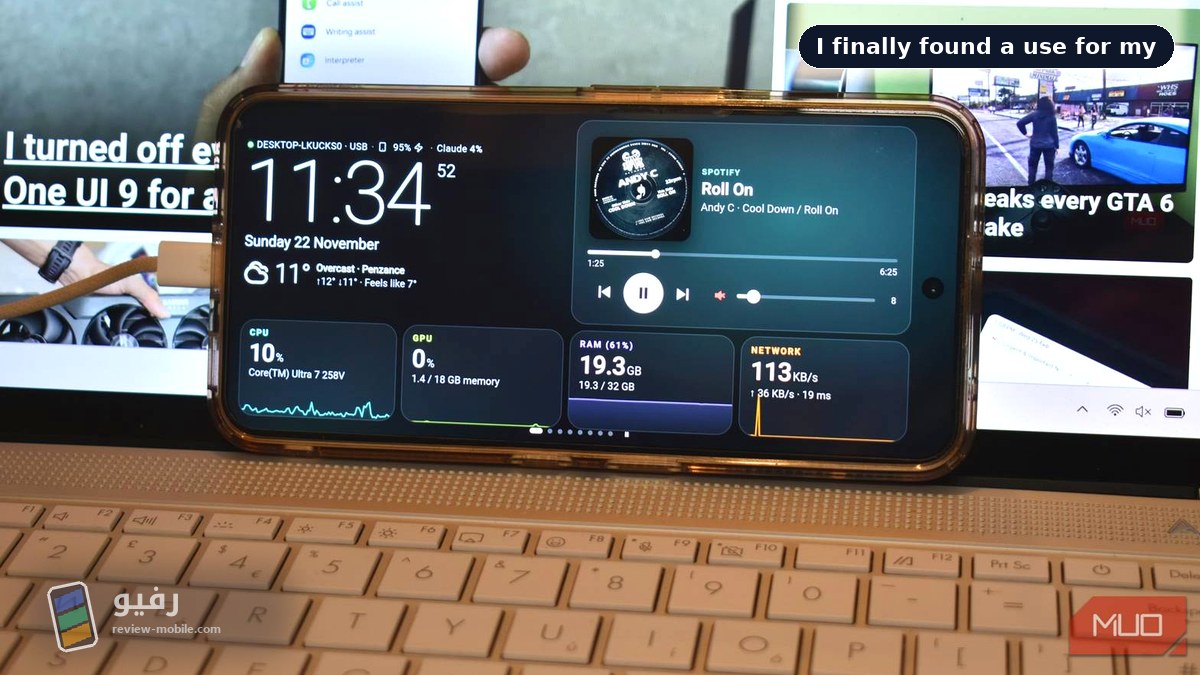 I finally found a use for my
Call assist
Writing assist
Interpreter
I turned off e
One UI 9 for a
eaks every GTA 6
ake
DESKTOP-LKUCKS0 · USB · 95% · Claude 4%
11:34 52
Sunday 22 November
11° Overcast · Penzance
↑12° ↓11° · Feels like 7°
ANDY C
SPOTIFY
Roll On
Andy C · Cool Down / Roll On
1:25
6:25
8
CPU
10%
Core(TM) Ultra 7 258V
GPU
0%
1.4 / 18 GB memory
RAM (61%)
19.3GB
19.3 / 32 GB
NETWORK
113KB/s
↑ 36 KB/s · 19 ms
F1 F2 F3 F4 F5 F6 F7 F8 F9 F10 F11 F12 Prt Sc
" 2 £ 3 $ 4 € % 5 ^ 6 & 7 * 8 ( 9 ) 0 _ - + =
R T Y U I O P { [ }
S D F
رفيو
review-mobile.com
MUO